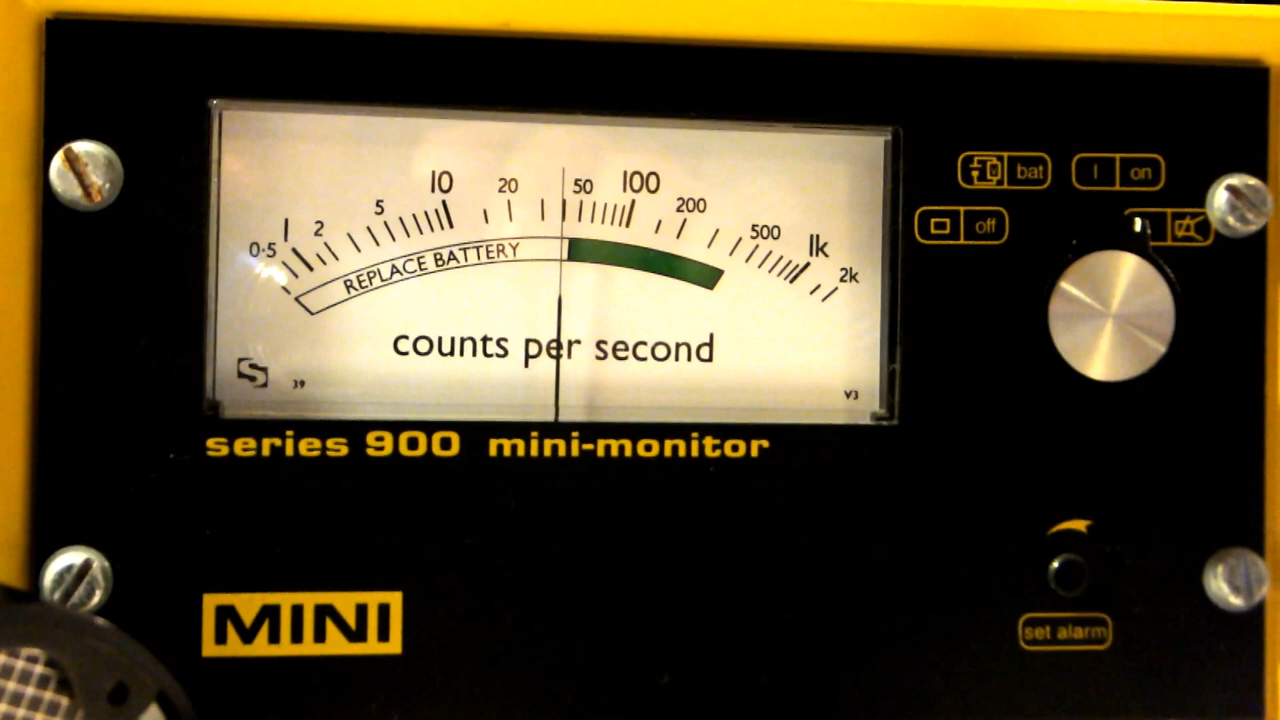 0·5 1 2 5 10 20 50 100 200 500 1k 2k
REPLACE BATTERY
counts per second
S 39 V3
bat I on
off
series 900 mini-monitor
MINI
set alarm